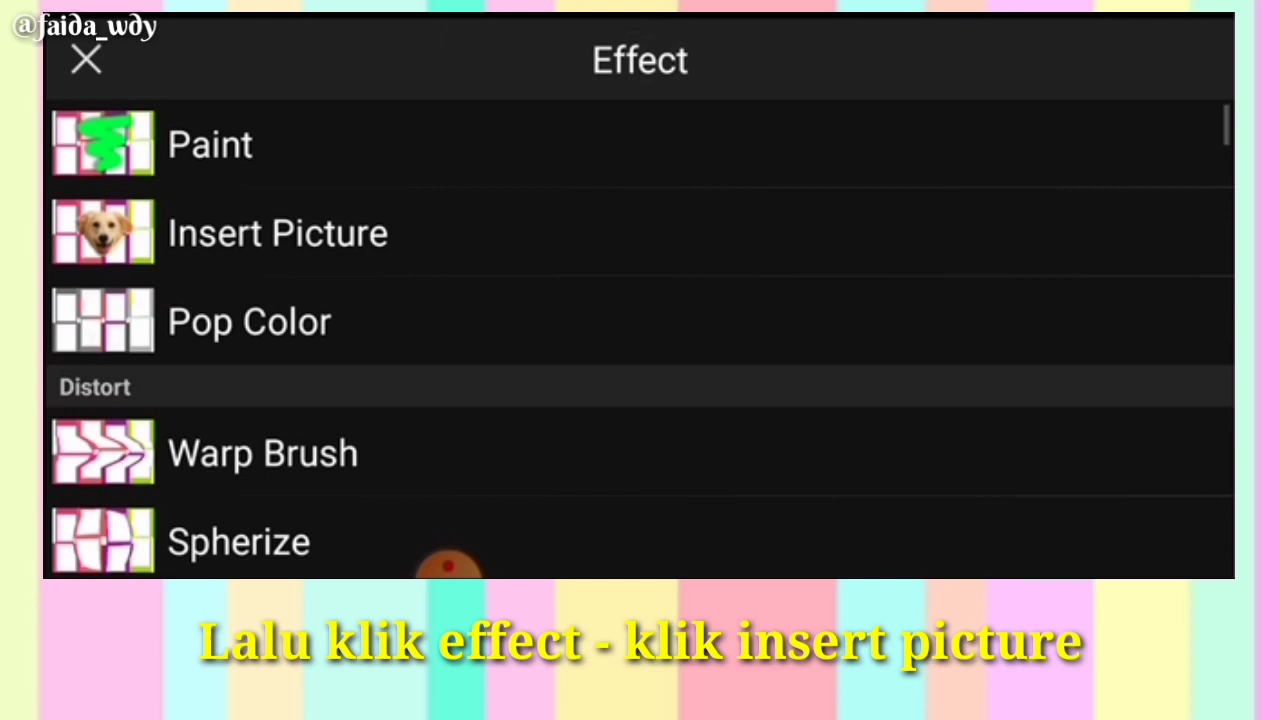 @faida_wdy
Effect
Paint
Insert Picture
Pop Color
Distort
Warp Brush
Spherize
Lalu klik effect - klik insert picture